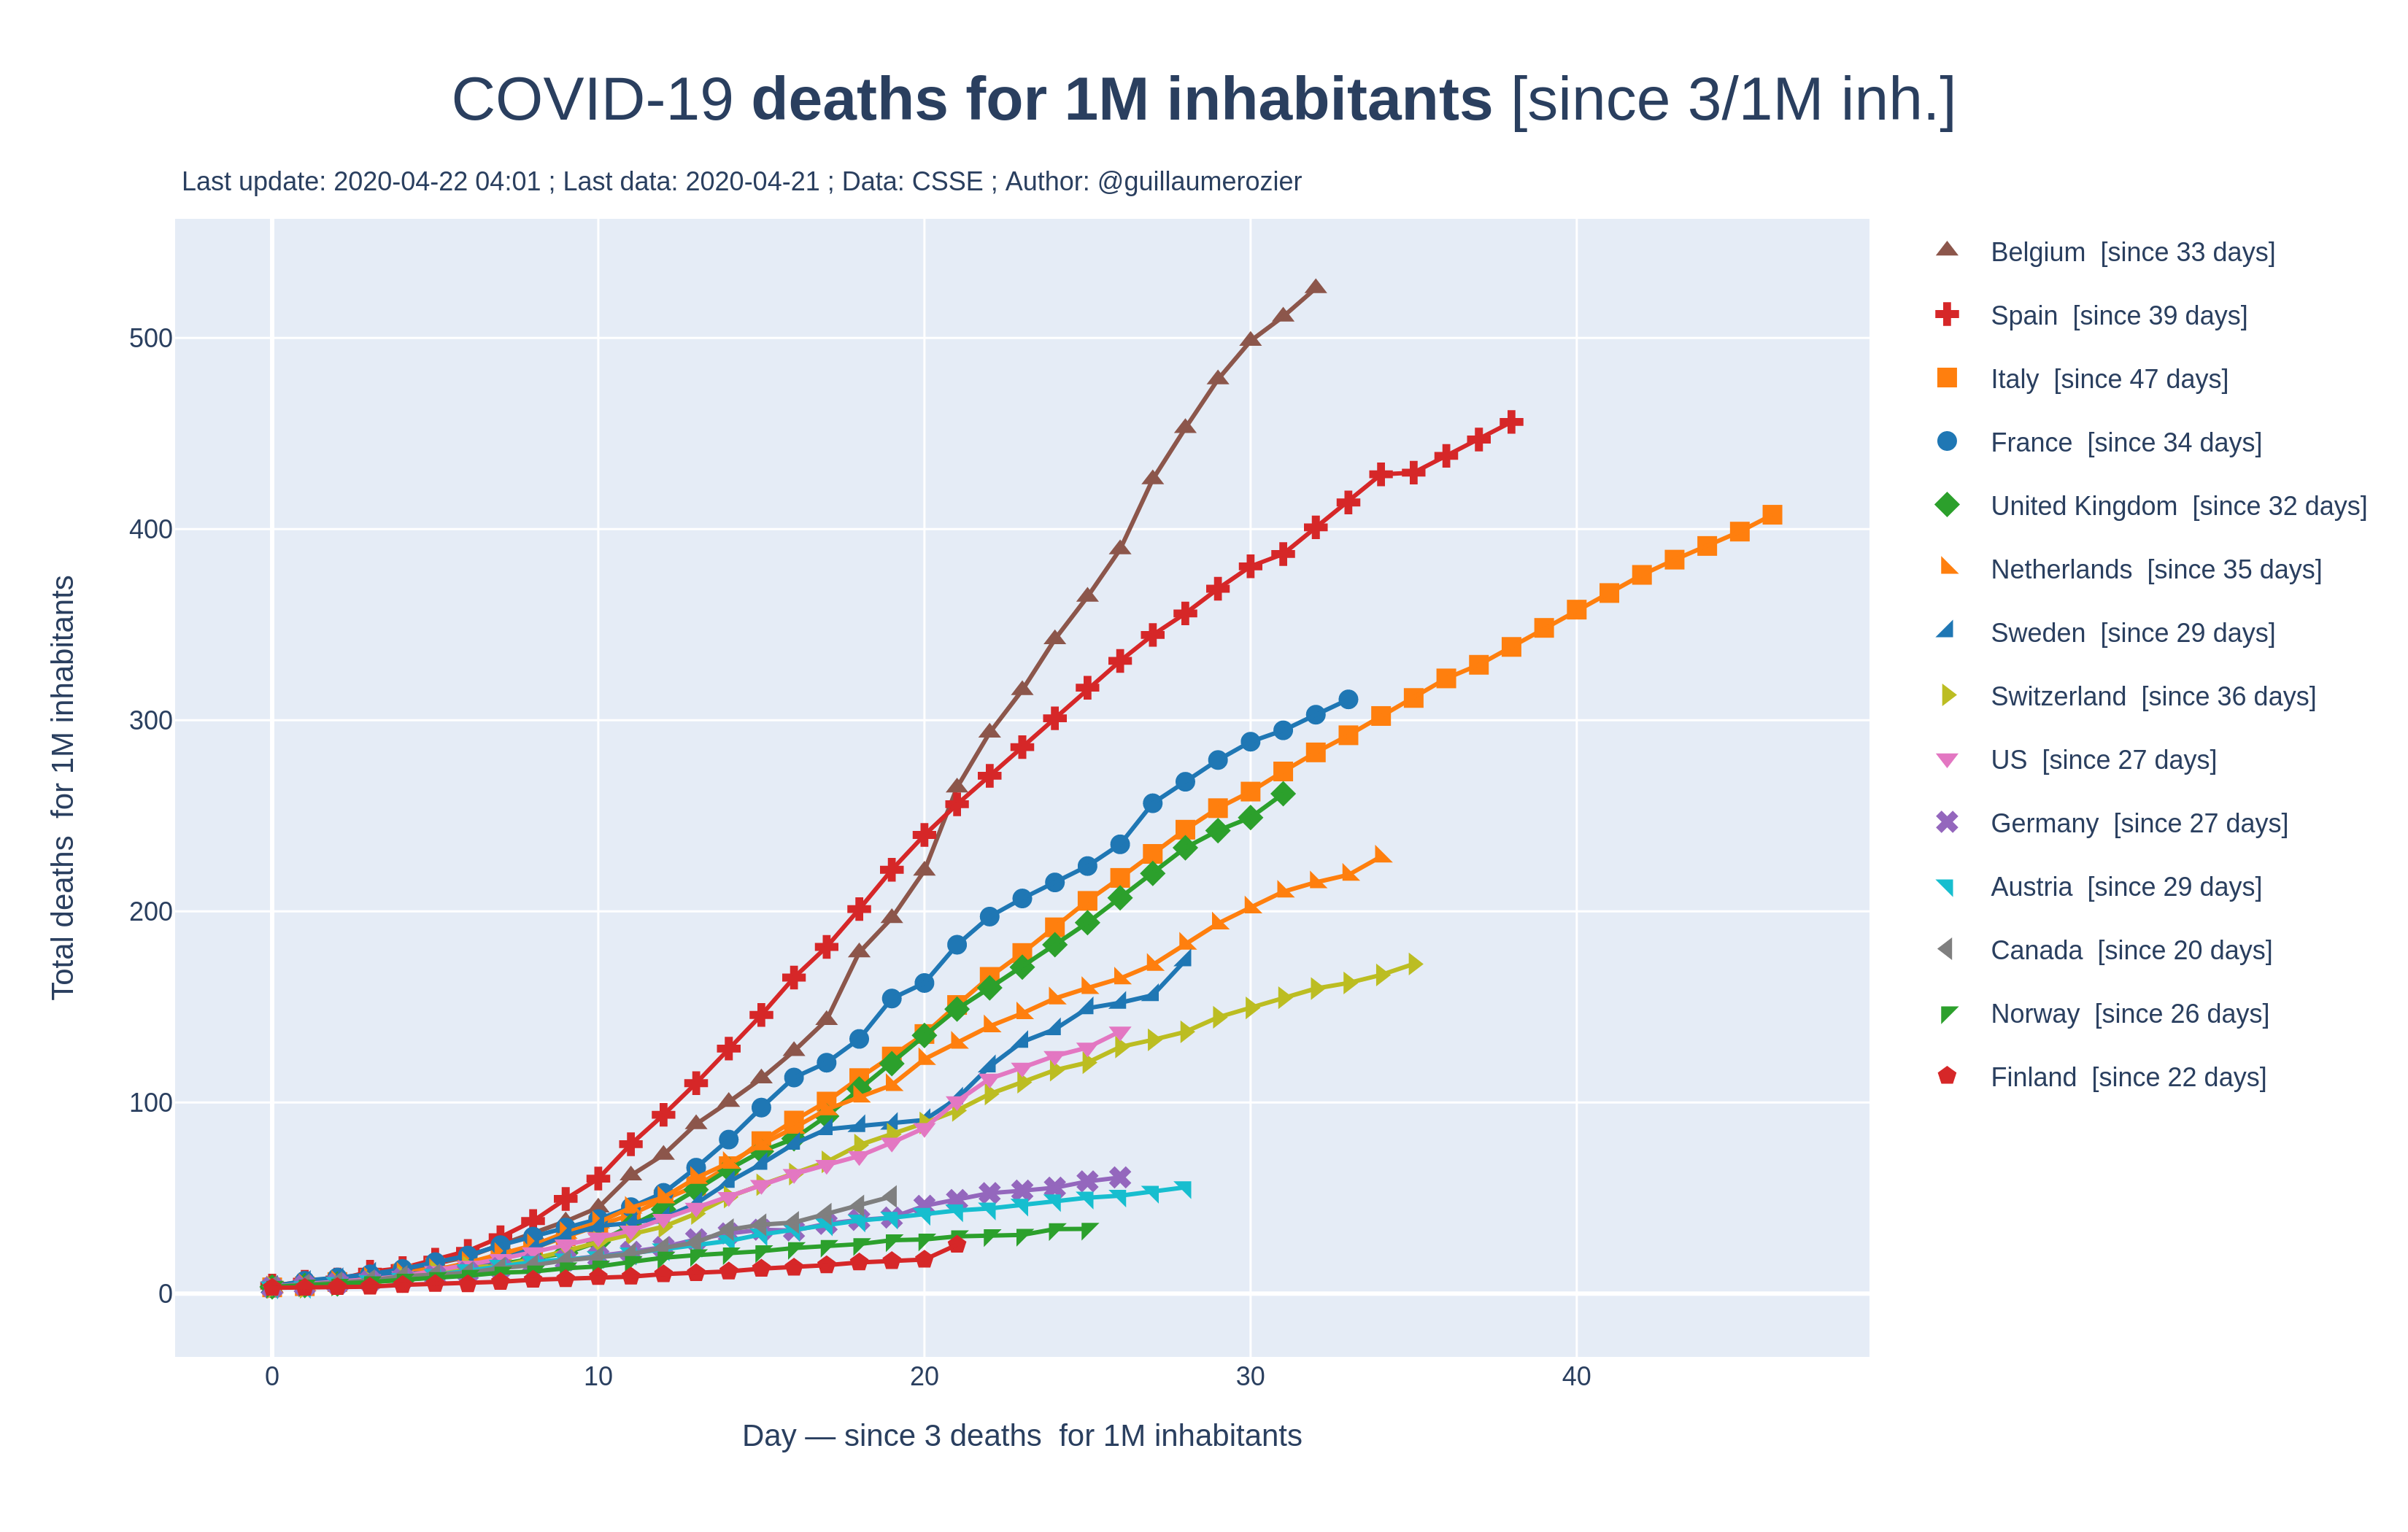 COVID-19 deaths for 1M inhabitants [since 3/1M inh.]
Last update: 2020-04-22 04:01 ; Last data: 2020-04-21 ; Data: CSSE ; Author: @guillaumerozier
Total deaths  for 1M inhabitants
500
400
300
200
100
0
0
10
20
30
40
Day — since 3 deaths  for 1M inhabitants
Belgium  [since 33 days]
Spain  [since 39 days]
Italy  [since 47 days]
France  [since 34 days]
United Kingdom  [since 32 days]
Netherlands  [since 35 days]
Sweden  [since 29 days]
Switzerland  [since 36 days]
US  [since 27 days]
Germany  [since 27 days]
Austria  [since 29 days]
Canada  [since 20 days]
Norway  [since 26 days]
Finland  [since 22 days]